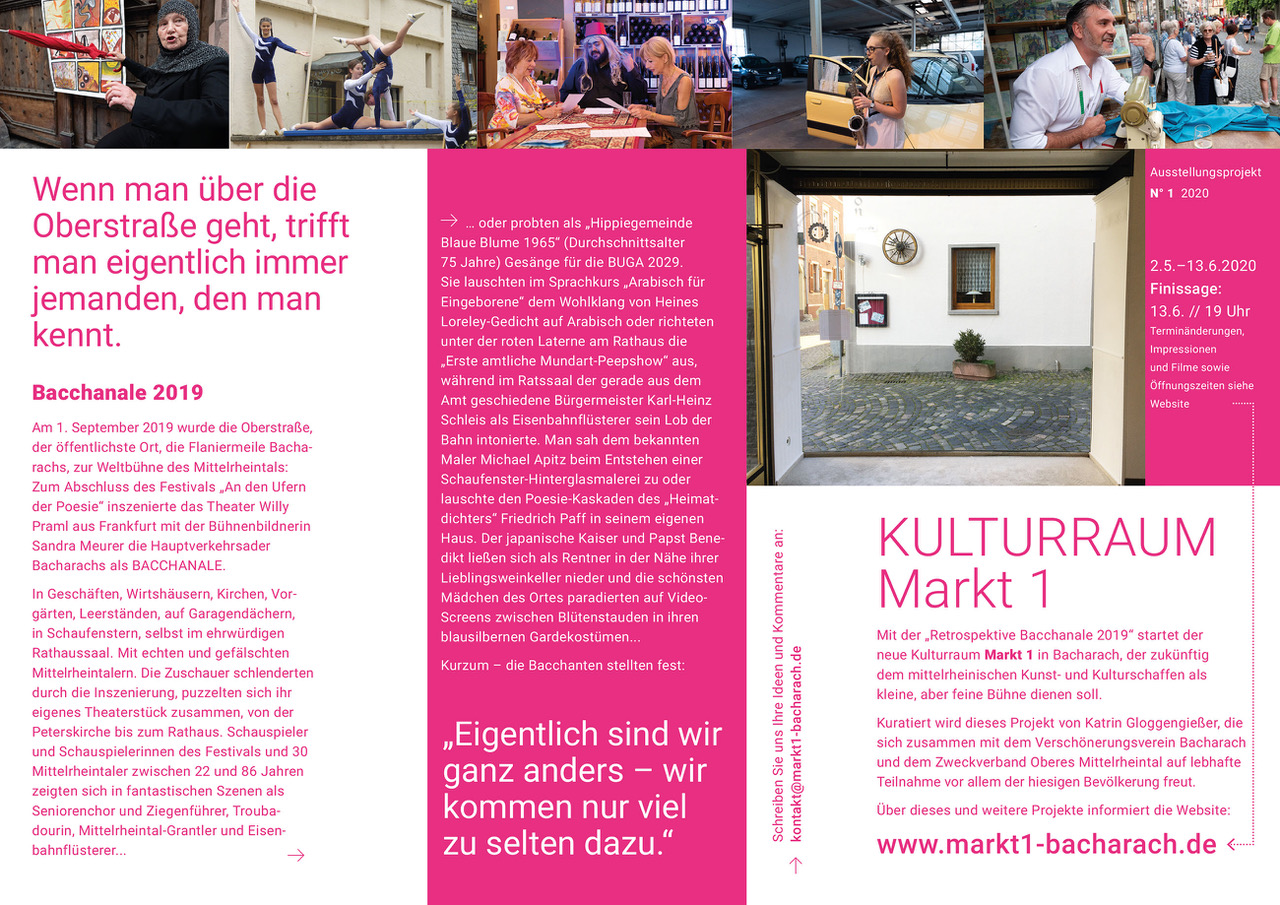 Wenn man über die
Oberstraße geht, trifft
man eigentlich immer
jemanden, den man
kennt.
Bacchanale 2019
Am 1. September 2019 wurde die Oberstraße,
der öffentlichste Ort, die Flaniermeile Bacha-
rachs, zur Weltbühne des Mittelrheintals:
Zum Abschluss des Festivals „An den Ufern
der Poesie“ inszenierte das Theater Willy
Praml aus Frankfurt mit der Bühnenbildnerin
Sandra Meurer die Hauptverkehrsader
Bacharachs als BACCHANALE.
In Geschäften, Wirtshäusern, Kirchen, Vor-
gärten, Leerständen, auf Garagendächern,
in Schaufenstern, selbst im ehrwürdigen
Rathaussaal. Mit echten und gefälschten
Mittelrheintalern. Die Zuschauer schlenderten
durch die Inszenierung, puzzelten sich ihr
eigenes Theaterstück zusammen, von der
Peterskirche bis zum Rathaus. Schauspieler
und Schauspielerinnen des Festivals und 30
Mittelrheintaler zwischen 22 und 86 Jahren
zeigten sich in fantastischen Szenen als
Seniorenchor und Ziegenführer, Trouba-
dourin, Mittelrheintal-Grantler und Eisen-
bahnflüsterer...
→
→ … oder probten als „Hippiegemeinde
Blaue Blume 1965“ (Durchschnittsalter
75 Jahre) Gesänge für die BUGA 2029.
Sie lauschten im Sprachkurs „Arabisch für
Eingeborene“ dem Wohlklang von Heines
Loreley-Gedicht auf Arabisch oder richteten
unter der roten Laterne am Rathaus die
„Erste amtliche Mundart-Peepshow“ aus,
während im Ratssaal der gerade aus dem
Amt geschiedene Bürgermeister Karl-Heinz
Schleis als Eisenbahnflüsterer sein Lob der
Bahn intonierte. Man sah dem bekannten
Maler Michael Apitz beim Entstehen einer
Schaufenster-Hinterglasmalerei zu oder
lauschte den Poesie-Kaskaden des „Heimat-
dichters“ Friedrich Paff in seinem eigenen
Haus. Der japanische Kaiser und Papst Bene-
dikt ließen sich als Rentner in der Nähe ihrer
Lieblingsweinkeller nieder und die schönsten
Mädchen des Ortes paradierten auf Video-
Screens zwischen Blütenstauden in ihren
blausilbernen Gardekostümen...
Kurzum – die Bacchanten stellten fest:
„Eigentlich sind wir
ganz anders – wir
kommen nur viel
zu selten dazu.“
Ausstellungsprojekt
N° 1 2020
2.5.–13.6.2020
Finissage:
13.6. // 19 Uhr
Terminänderungen,
Impressionen
und Filme sowie
Öffnungszeiten siehe
Website
Schreiben Sie uns Ihre Ideen und Kommentare an:
→ kontakt@markt1-bacharach.de
KULTURRAUM
Markt 1
Mit der „Retrospektive Bacchanale 2019“ startet der
neue Kulturraum Markt 1 in Bacharach, der zukünftig
dem mittelrheinischen Kunst- und Kulturschaffen als
kleine, aber feine Bühne dienen soll.
Kuratiert wird dieses Projekt von Katrin Gloggengießer, die
sich zusammen mit dem Verschönerungsverein Bacharach
und dem Zweckverband Oberes Mittelrheintal auf lebhafte
Teilnahme vor allem der hiesigen Bevölkerung freut.
Über dieses und weitere Projekte informiert die Website:
www.markt1-bacharach.de